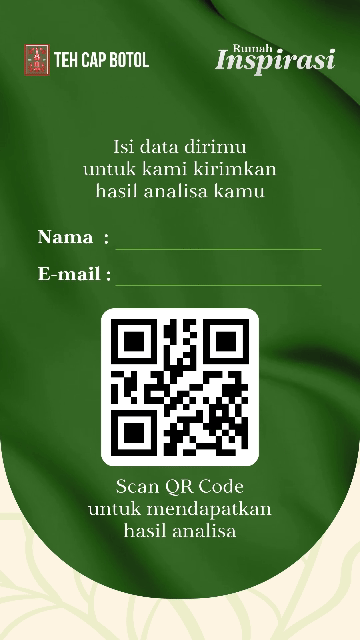 TEH CAP BOTOL
Rumah
Inspirasi
Isi data dirimu
untuk kami kirimkan
hasil analisa kamu
Nama :
E-mail :
Scan QR Code
untuk mendapatkan
hasil analisa